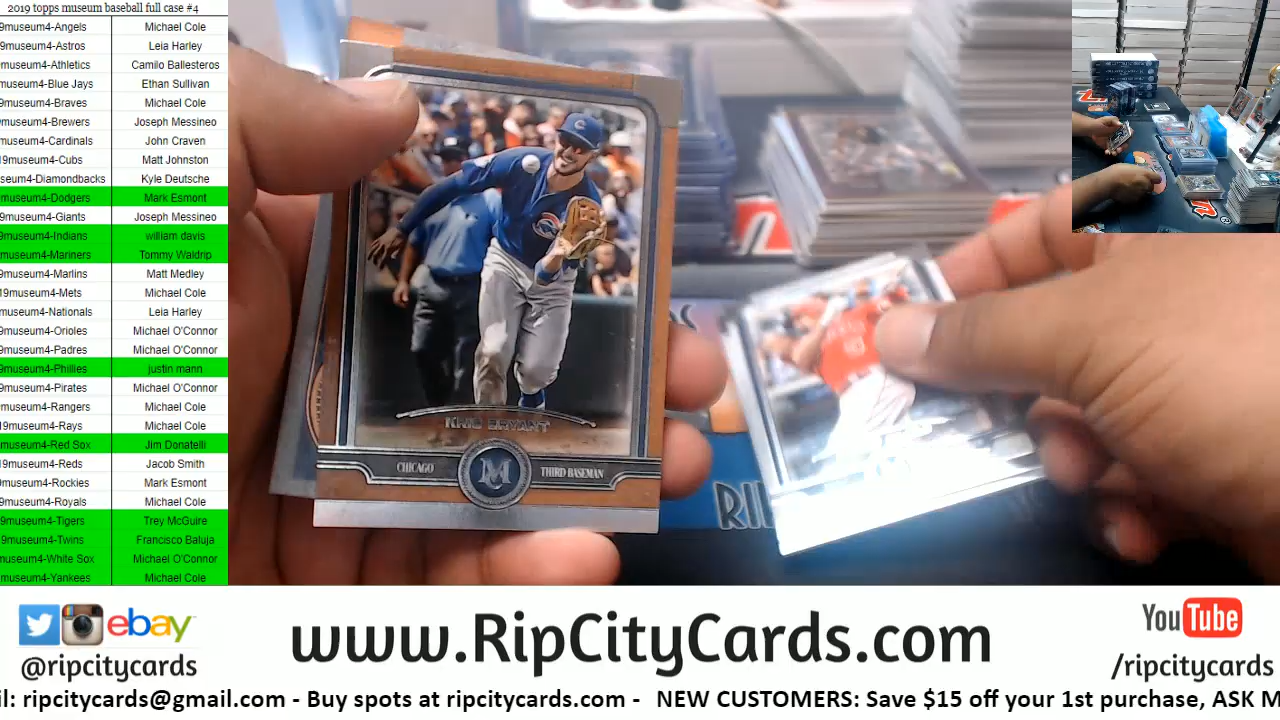 2019 topps museum baseball full case #4
9museum4-Angels Michael Cole
9museum4-Astros Leia Harley
9museum4-Athletics Camilo Ballesteros
museum4-Blue Jays Ethan Sullivan
9museum4-Braves Michael Cole
9museum4-Brewers Joseph Messineo
museum4-Cardinals John Craven
19museum4-Cubs Matt Johnston
seum4-Diamondbacks Kyle Deutsche
museum4-Dodgers Mark Esmont
9museum4-Giants Joseph Messineo
9museum4-Indians william davis
museum4-Mariners Tommy Waldrip
9museum4-Marlins Matt Medley
19museum4-Mets Michael Cole
museum4-Nationals Leia Harley
9museum4-Orioles Michael O'Connor
9museum4-Padres Michael O'Connor
9museum4-Phillies justin mann
9museum4-Pirates Michael O'Connor
9museum4-Rangers Michael Cole
19museum4-Rays Michael Cole
museum4-Red Sox Jim Donatelli
19museum4-Reds Jacob Smith
9museum4-Rockies Mark Esmont
9museum4-Royals Michael Cole
9museum4-Tigers Trey McGuire
9museum4-Twins Francisco Baluja
museum4-White Sox Michael O'Connor
museum4-Yankees Michael Cole
KRIS BRYANT
CHICAGO M THIRD BASEMAN
RI
ebay
@ripcitycards
www.RipCityCards.com
YouTube
/ripcitycards
il: ripcitycards@gmail.com - Buy spots at ripcitycards.com - NEW CUSTOMERS: Save $15 off your 1st purchase, ASK M